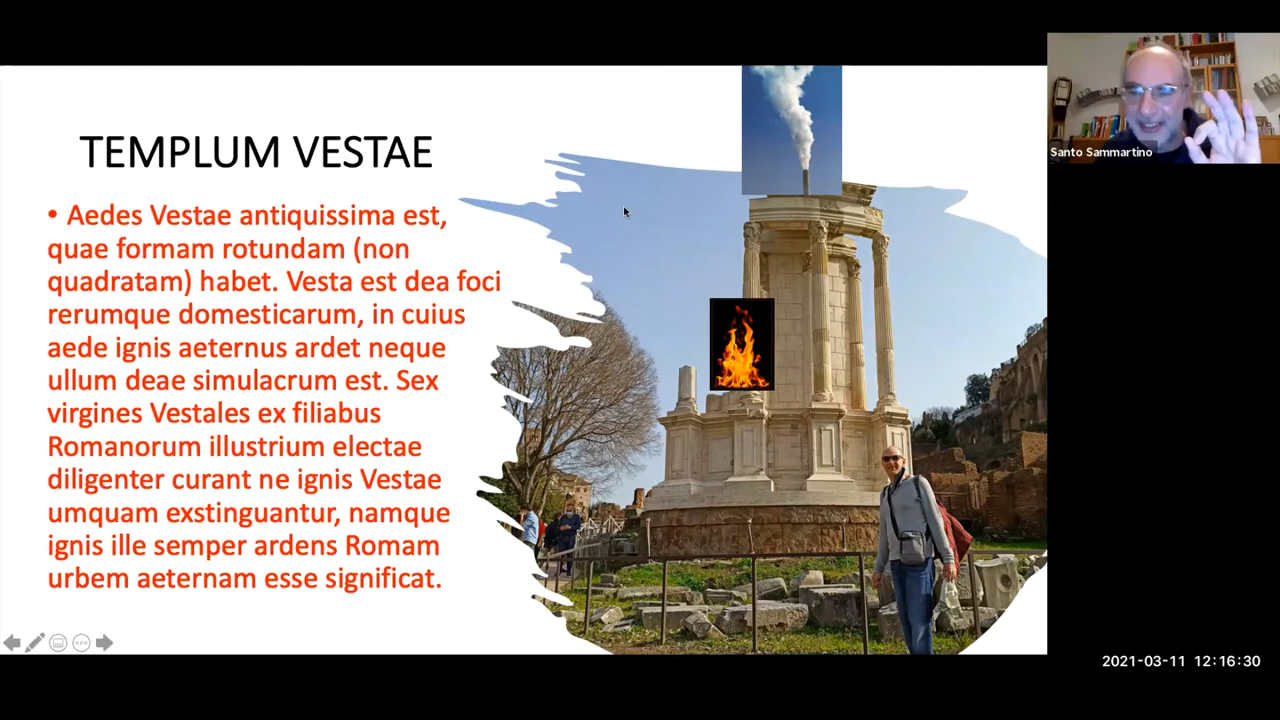 TEMPLUM VESTAE
• Aedes Vestae antiquissima est,
quae formam rotundam (non
quadratam) habet. Vesta est dea foci
rerumque domesticarum, in cuius
aede ignis aeternus ardet neque
ullum deae simulacrum est. Sex
virgines Vestales ex filiabus
Romanorum illustrium electae
diligenter curant ne ignis Vestae
umquam exstinguantur, namque
ignis ille semper ardens Romam
urbem aeternam esse significat.
Santo Sammartino
2021-03-11 12:16:30